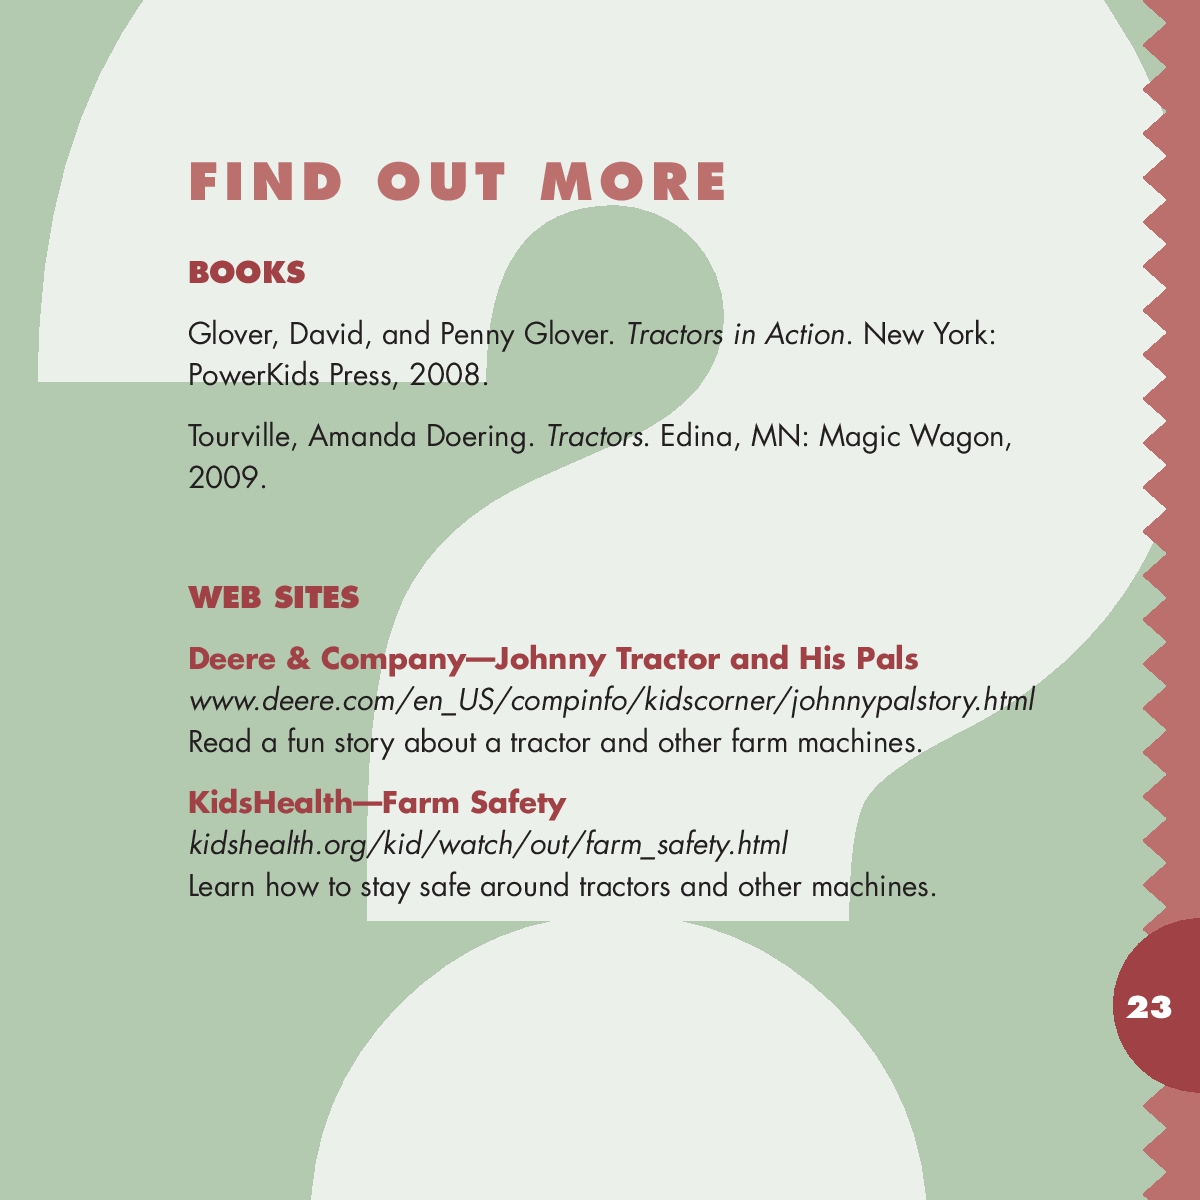 FIND OUT MORE
BOOKS
Glover, David, and Penny Glover. Tractors in Action. New York:
PowerKids Press, 2008.
Tourville, Amanda Doering. Tractors. Edina, MN: Magic Wagon,
2009.
WEB SITES
Deere & Company—Johnny Tractor and His Pals
www.deere.com/en_US/compinfo/kidscorner/johnnypalstory.html
Read a fun story about a tractor and other farm machines.
KidsHealth—Farm Safety
kidshealth.org/kid/watch/out/farm_safety.html
Learn how to stay safe around tractors and other machines.
23